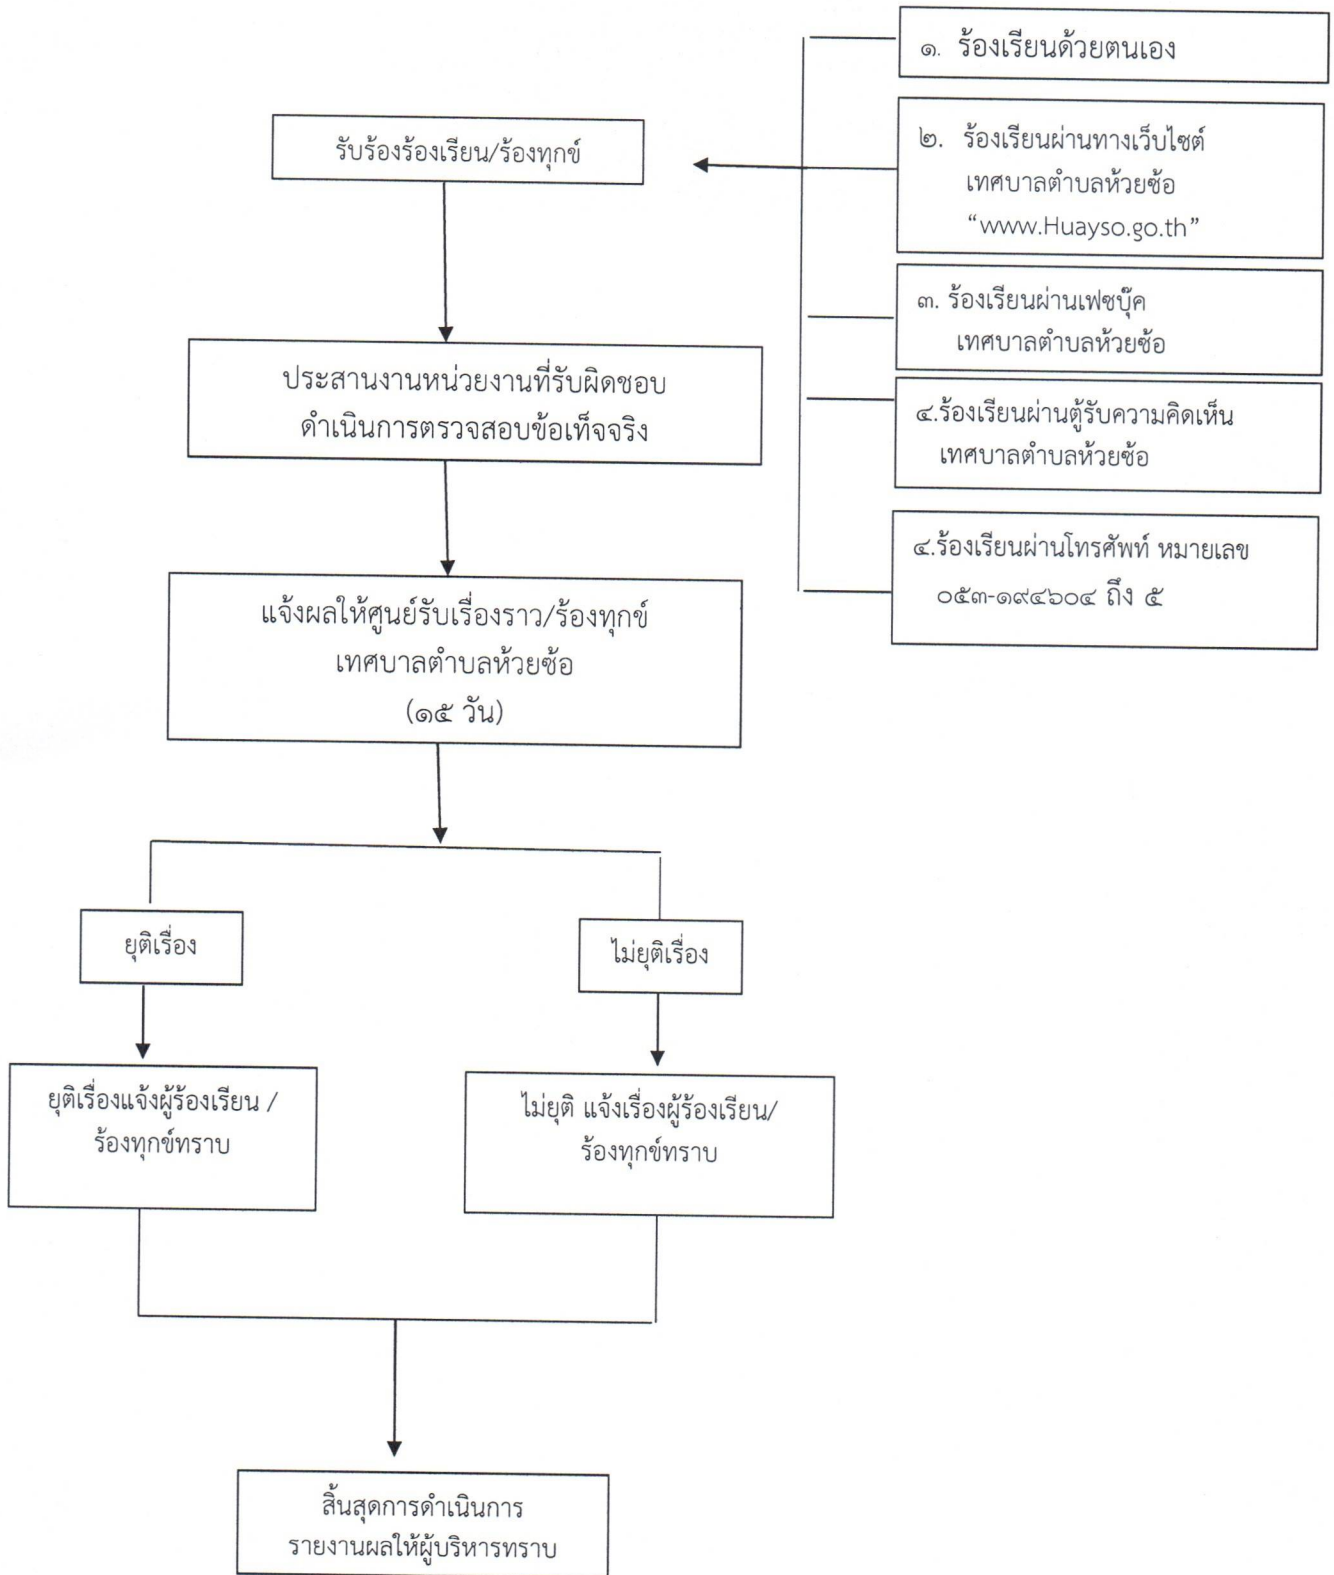 ๑. ร้องเรียนด้วยตนเอง
รับร้องร้องเรียน/ร้องทุกข์
๒. ร้องเรียนผ่านทางเว็บไซต์
เทศบาลตำบลห้วยซ้อ
“www.Huayso.go.th”
๓. ร้องเรียนผ่านเฟซบุ๊ค
เทศบาลตำบลห้วยซ้อ
๔.ร้องเรียนผ่านตู้รับความคิดเห็น
เทศบาลตำบลห้วยซ้อ
๔.ร้องเรียนผ่านโทรศัพท์ หมายเลข
๐๕๓-๑๙๔๖๐๔ ถึง ๕
ประสานงานหน่วยงานที่รับผิดชอบ
ดำเนินการตรวจสอบข้อเท็จจริง
แจ้งผลให้ศูนย์รับเรื่องราว/ร้องทุกข์
เทศบาลตำบลห้วยซ้อ
(๑๕ วัน)
ยุติเรื่อง
ไม่ยุติเรื่อง
ยุติเรื่องแจ้งผู้ร้องเรียน /
ร้องทุกข์ทราบ
ไม่ยุติ แจ้งเรื่องผู้ร้องเรียน/
ร้องทุกข์ทราบ
สิ้นสุดการดำเนินการ
รายงานผลให้ผู้บริหารทราบ